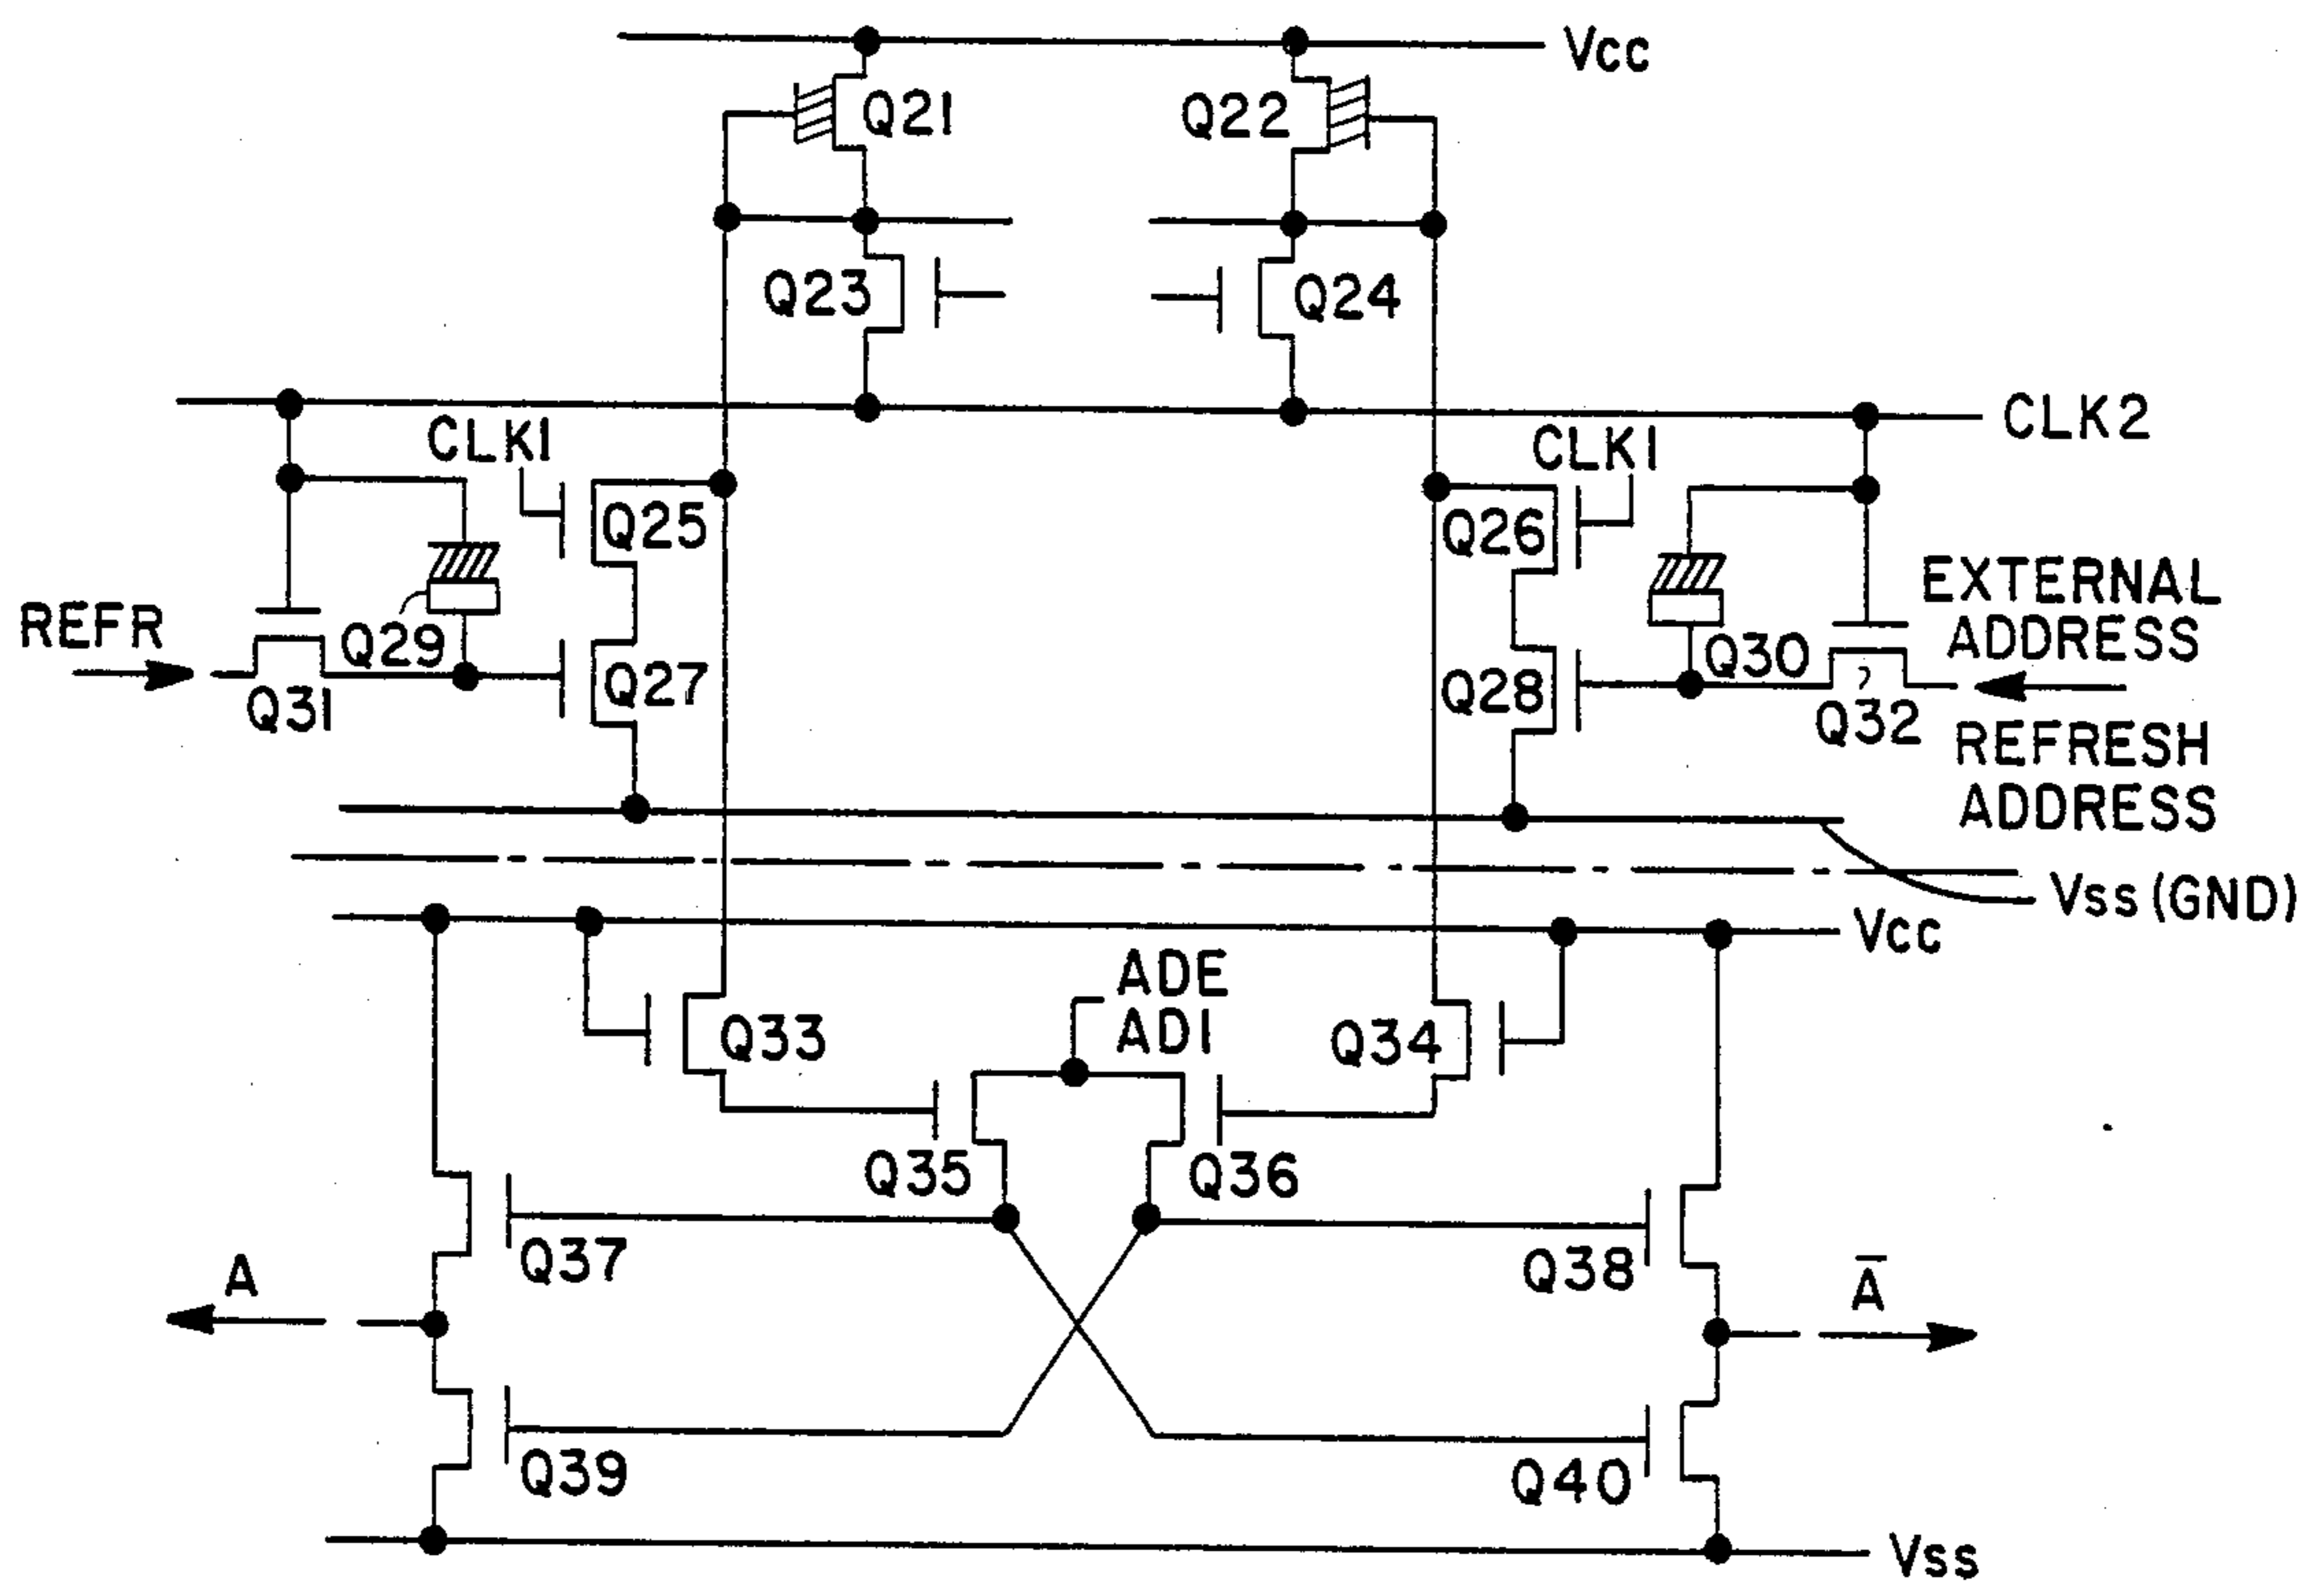 Vcc
Q21
Q22
Q23
Q24
CLK2
CLK1
CLK1
Q25
Q26
EXTERNAL
ADDRESS
REFR
Q29
Q30
Q27
Q28
Q31
Q32
REFRESH
ADDRESS
Vss (GND)
Vcc
ADE
AD1
Q33
Q34
Q35
Q36
Q37
Q38
A
A̅
Q39
Q40
Vss